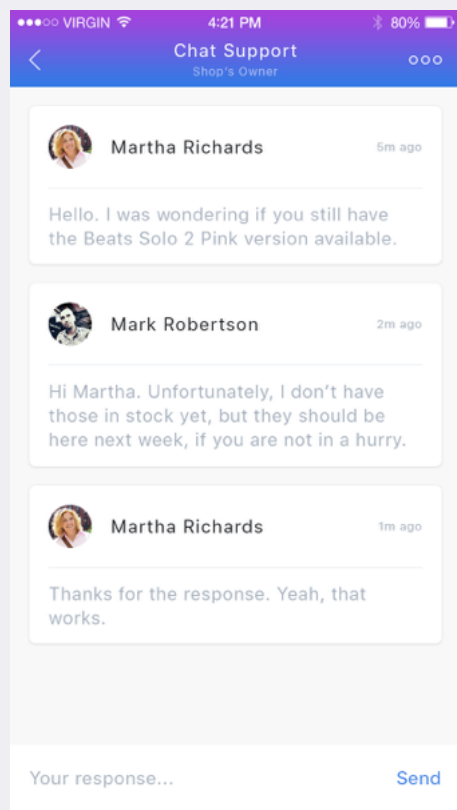 VIRGIN 4:21 PM 80%
Chat Support
Shop's Owner
Martha Richards 5m ago
Hello. I was wondering if you still have
the Beats Solo 2 Pink version available.
Mark Robertson 2m ago
Hi Martha. Unfortunately, I don't have
those in stock yet, but they should be
here next week, if you are not in a hurry.
Martha Richards 1m ago
Thanks for the response. Yeah, that
works.
Your response... Send